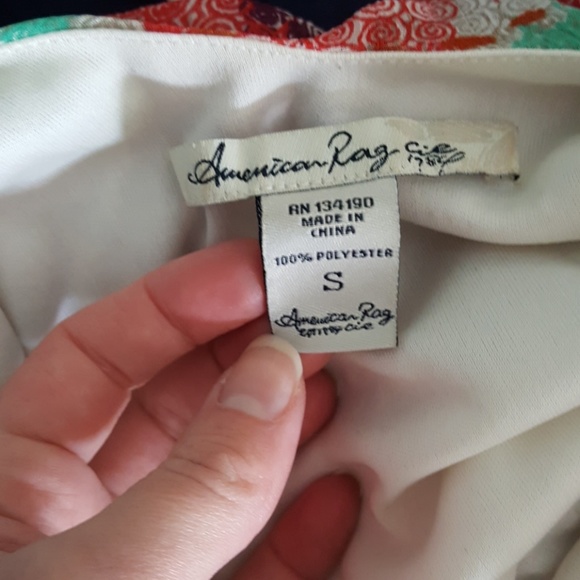 American Rag Cie
RN 134190
MADE IN
CHINA
100% POLYESTER
S
American Rag
cie